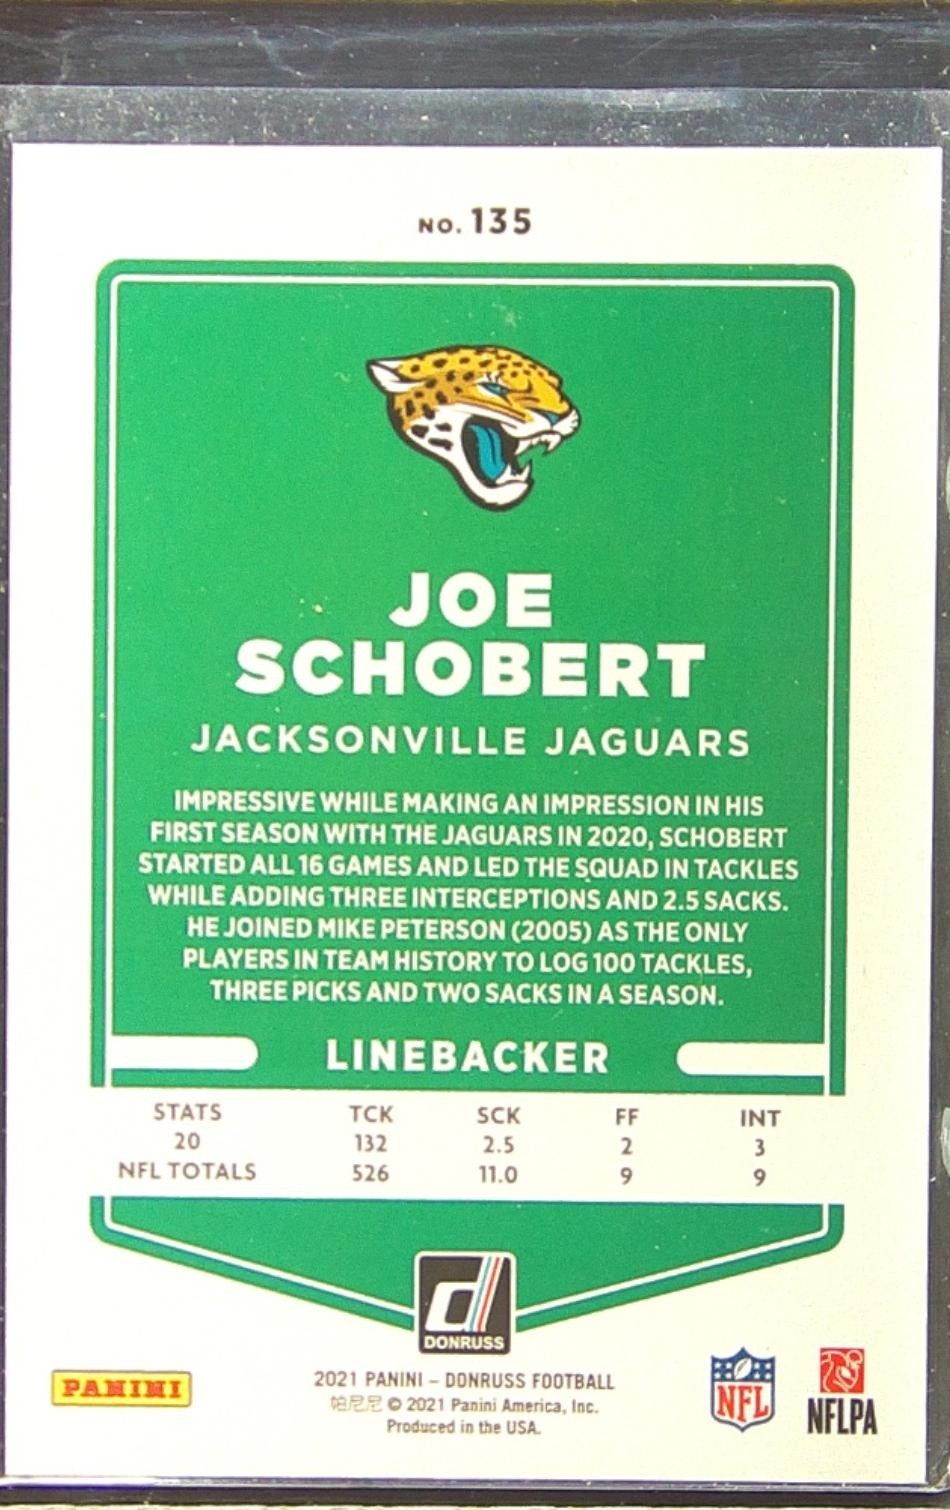 NO. 135
JOE
SCHOBERT
JACKSONVILLE JAGUARS
IMPRESSIVE WHILE MAKING AN IMPRESSION IN HIS
FIRST SEASON WITH THE JAGUARS IN 2020, SCHOBERT
STARTED ALL 16 GAMES AND LED THE SQUAD IN TACKLES
WHILE ADDING THREE INTERCEPTIONS AND 2.5 SACKS.
HE JOINED MIKE PETERSON (2005) AS THE ONLY
PLAYERS IN TEAM HISTORY TO LOG 100 TACKLES,
THREE PICKS AND TWO SACKS IN A SEASON.
LINEBACKER
STATS TCK SCK FF INT
20 132 2.5 2 3
NFL TOTALS 526 11.0 9 9
d
DONRUSS
PANINI
2021 PANINI – DONRUSS FOOTBALL
帕尼尼 © 2021 Panini America, Inc.
Produced in the USA.
NFL
NFLPA